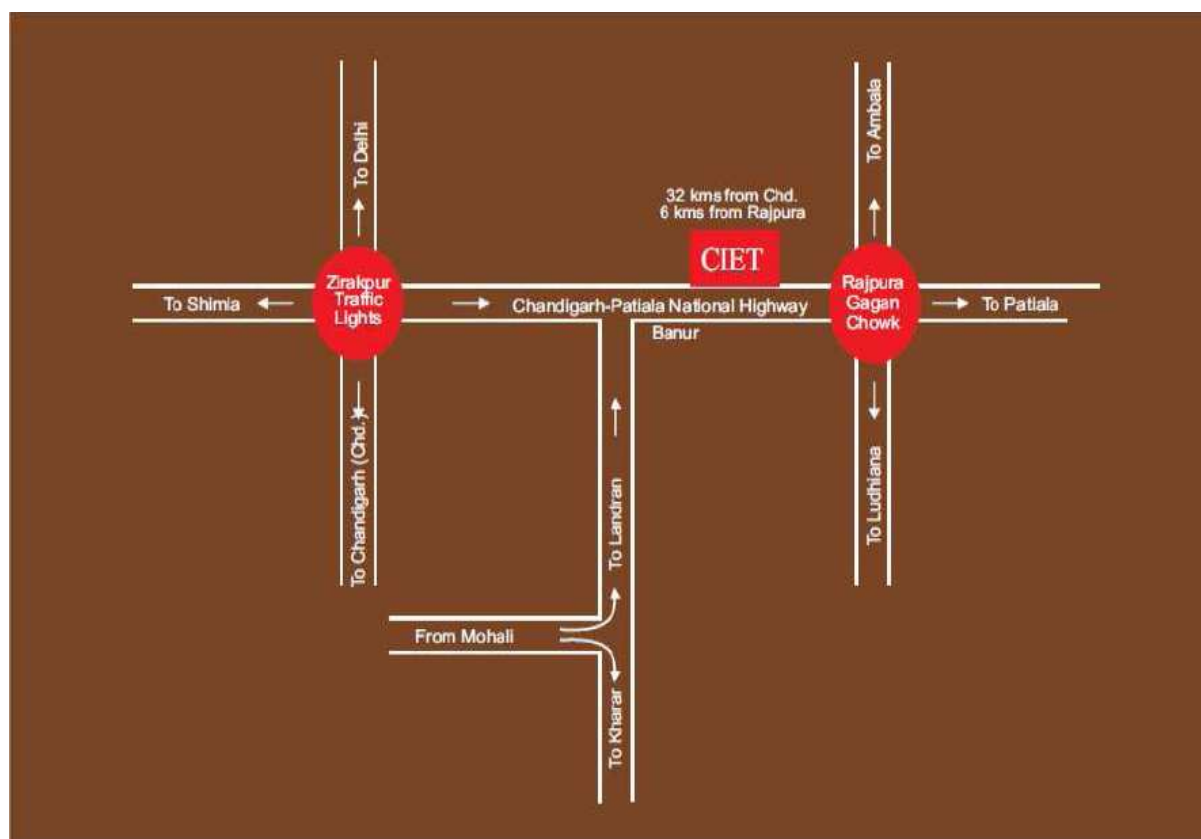 To Delhi
To Ambala
32 kms from Chd.
6 kms from Rajpura
CIET
To Shimla
Zirakpur
Traffic
Lights
Chandigarh-Patiala National Highway
Banur
Rajpura
Gagan
Chowk
To Patiala
To Chandigarh (Chd.)
To Landran
To Ludhiana
From Mohali
To Kharar